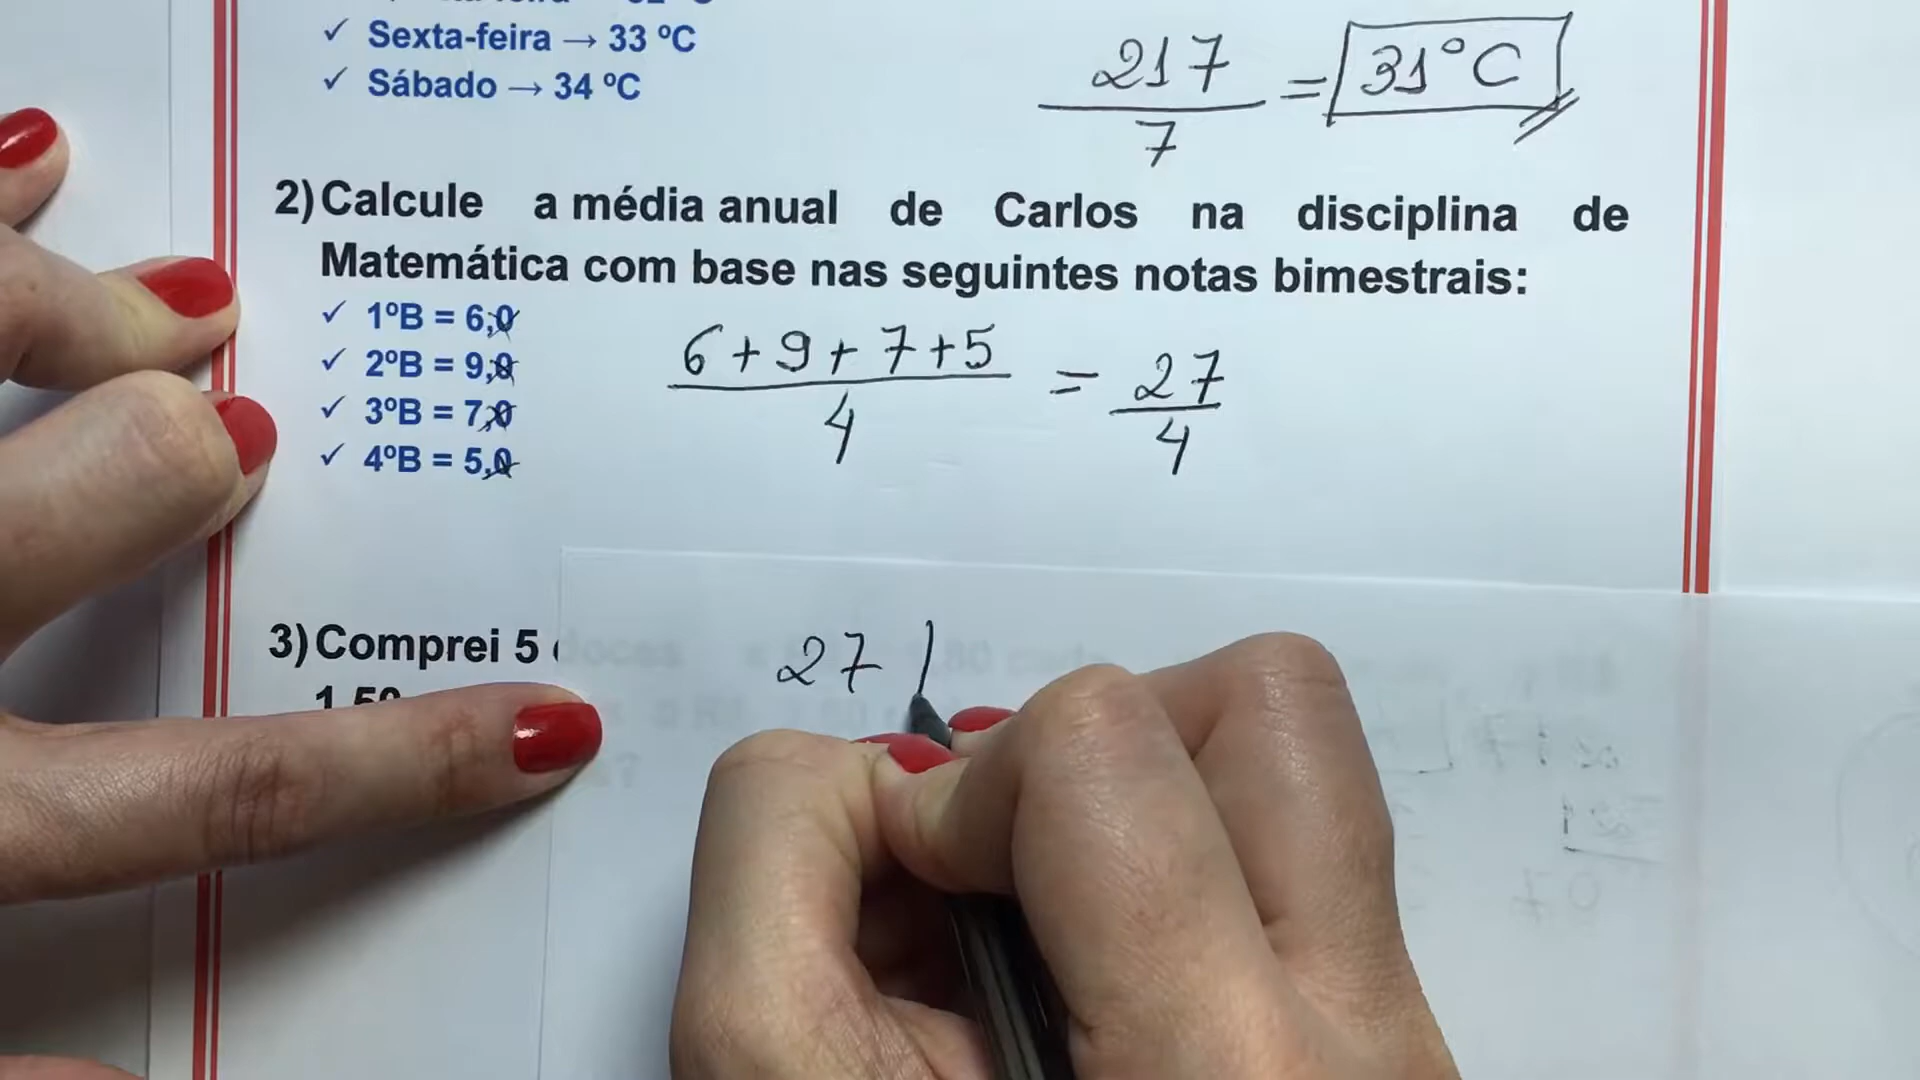 ✓ Sexta-feira → 33 ºC
✓ Sábado → 34 ºC
217
7
= 31°C
2) Calcule a média anual de Carlos na disciplina de
Matemática com base nas seguintes notas bimestrais:
✓ 1ºB = 6,0
✓ 2ºB = 9,0
✓ 3ºB = 7,0
✓ 4ºB = 5,0
6 + 9 + 7 + 5
4
= 27
4
3) Comprei 5
27